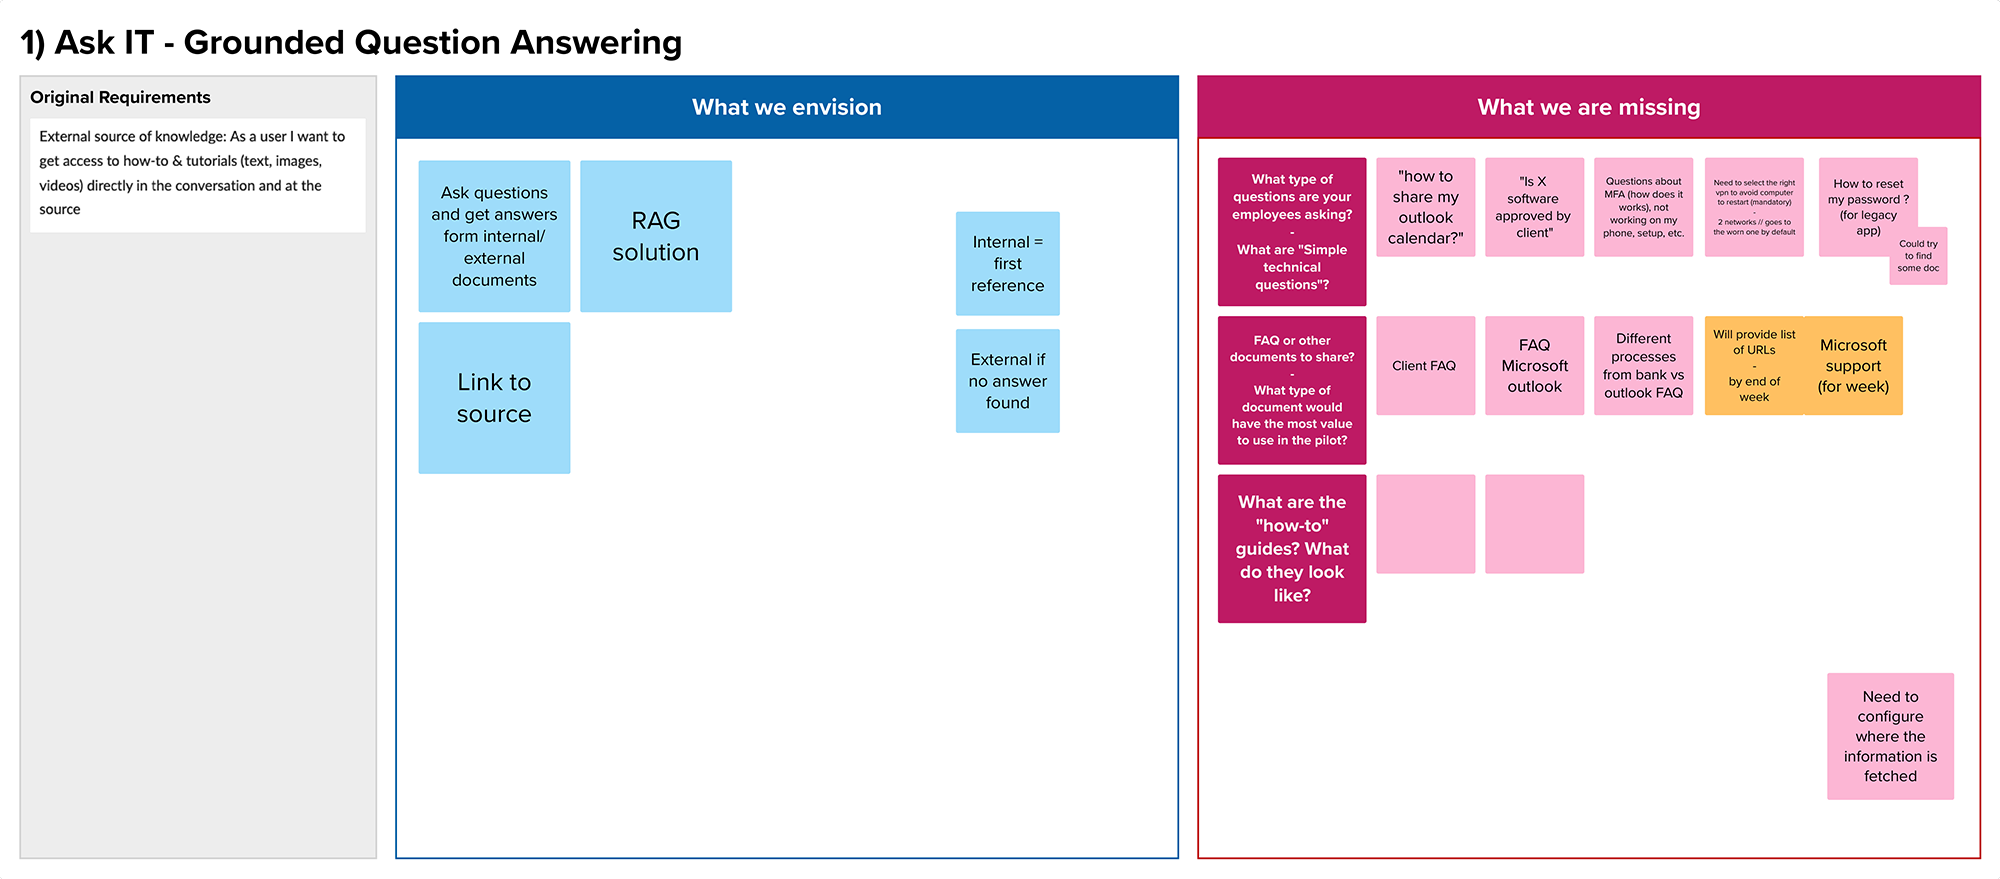 1) Ask IT - Grounded Question Answering
Original Requirements
External source of knowledge: As a user I want to
get access to how-to & tutorials (text, images,
videos) directly in the conversation and at the
source
What we envision
Ask questions
and get answers
form internal/
external
documents
RAG
solution
Link to
source
Internal =
first
reference
External if
no answer
found
What we are missing
What type of
questions are your
employees asking?
-
What are "Simple
technical
questions"?
"how to
share my
outlook
calendar?"
"Is X
software
approved by
client"
Questions about
MFA (how does it
works), not
working on my
phone, setup, etc.
Need to select the right
vpn to avoid computer
to restart (mandatory)
-
2 networks // goes to
the worn one by default
How to reset
my password ?
(for legacy
app)
Could try
to find
some doc
FAQ or other
documents to share?
-
What type of
document would
have the most value
to use in the pilot?
Client FAQ
FAQ
Microsoft
outlook
Different
processes
from bank vs
outlook FAQ
Will provide list
of URLs
-
by end of
week
Microsoft
support
(for week)
What are the
"how-to"
guides? What
do they look
like?
Need to
configure
where the
information is
fetched